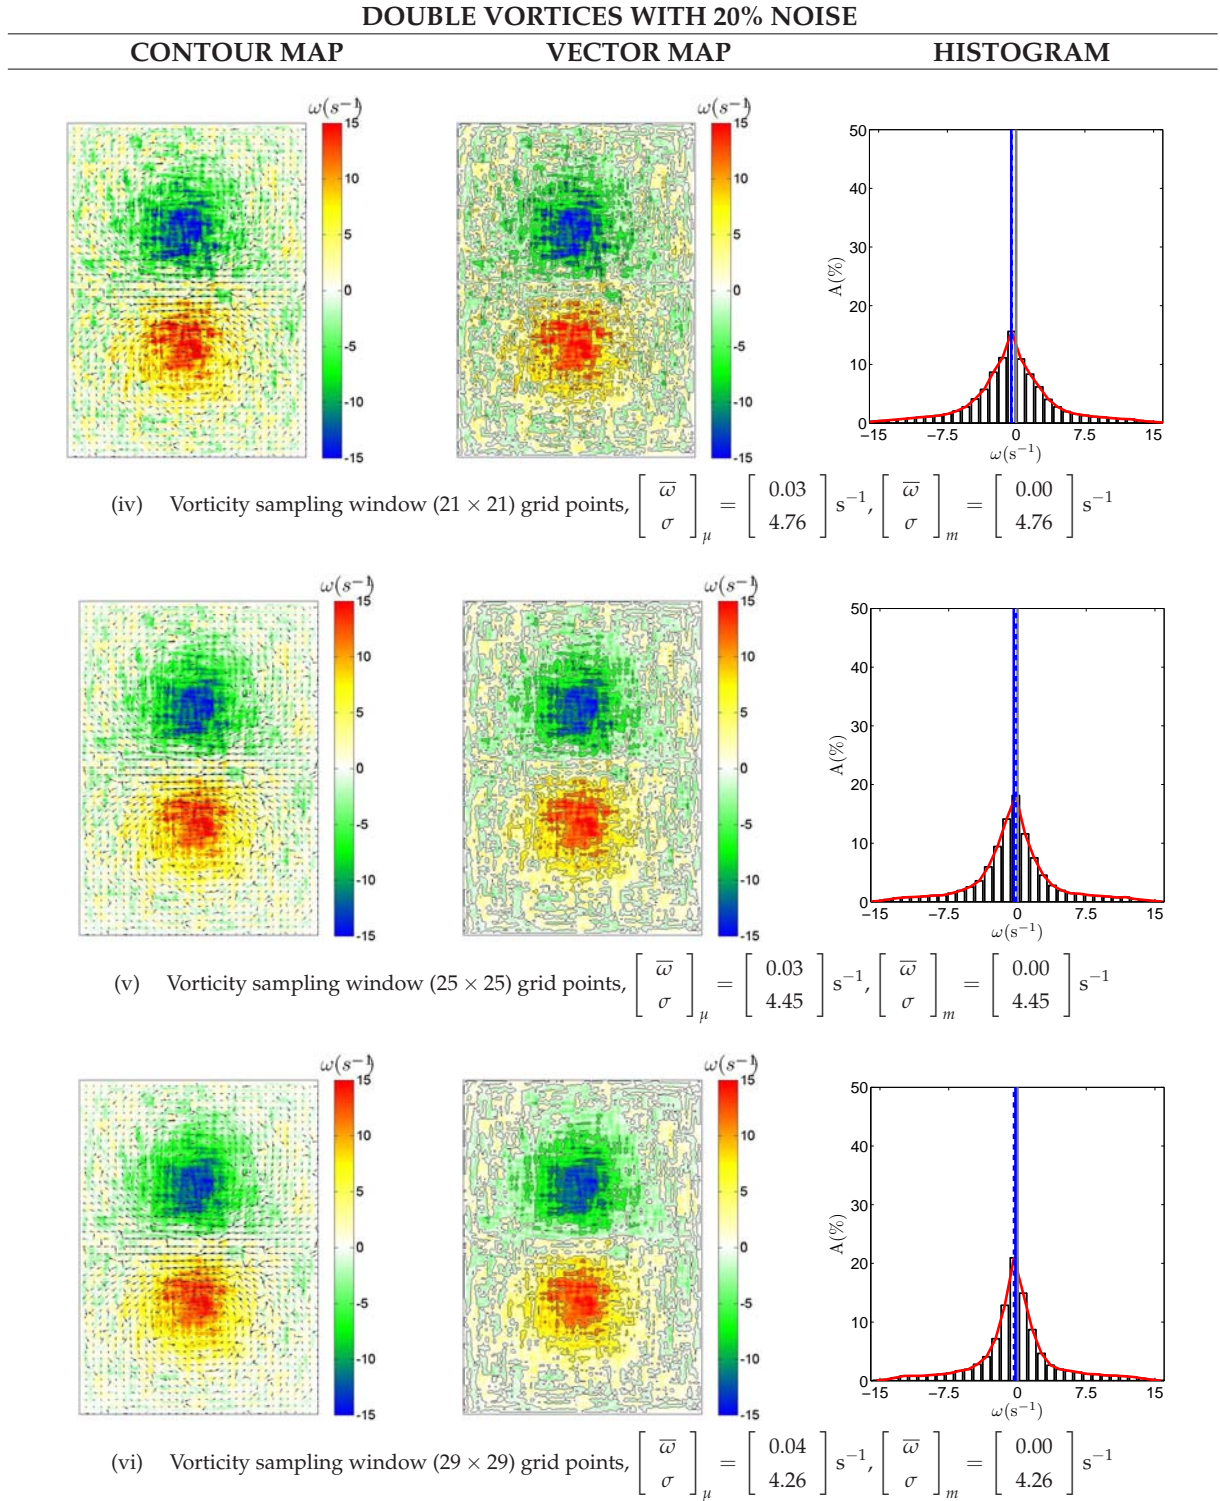 DOUBLE VORTICES WITH 20% NOISE
CONTOUR MAP VECTOR MAP HISTOGRAM
ω(s−1) ω(s−1)
15 10 5 0 -5 -10 -15
15 10 5 0 -5 -10 -15
50 40 30 20 10 0
A(%)
−15 −7.5 0 7.5 15
ω(s−1)
(iv) Vorticity sampling window (21 × 21) grid points, [ω̅ σ]μ = [0.03 4.76] s−1, [ω̅ σ]m = [0.00 4.76] s−1
ω(s−1) ω(s−1)
15 10 5 0 -5 -10 -15
15 10 5 0 -5 -10 -15
50 40 30 20 10 0
A(%)
−15 −7.5 0 7.5 15
ω(s−1)
(v) Vorticity sampling window (25 × 25) grid points, [ω̅ σ]μ = [0.03 4.45] s−1, [ω̅ σ]m = [0.00 4.45] s−1
ω(s−1) ω(s−1)
15 10 5 0 -5 -10 -15
15 10 5 0 -5 -10 -15
50 40 30 20 10 0
A(%)
−15 −7.5 0 7.5 15
ω(s−1)
(vi) Vorticity sampling window (29 × 29) grid points, [ω̅ σ]μ = [0.04 4.26] s−1, [ω̅ σ]m = [0.00 4.26] s−1